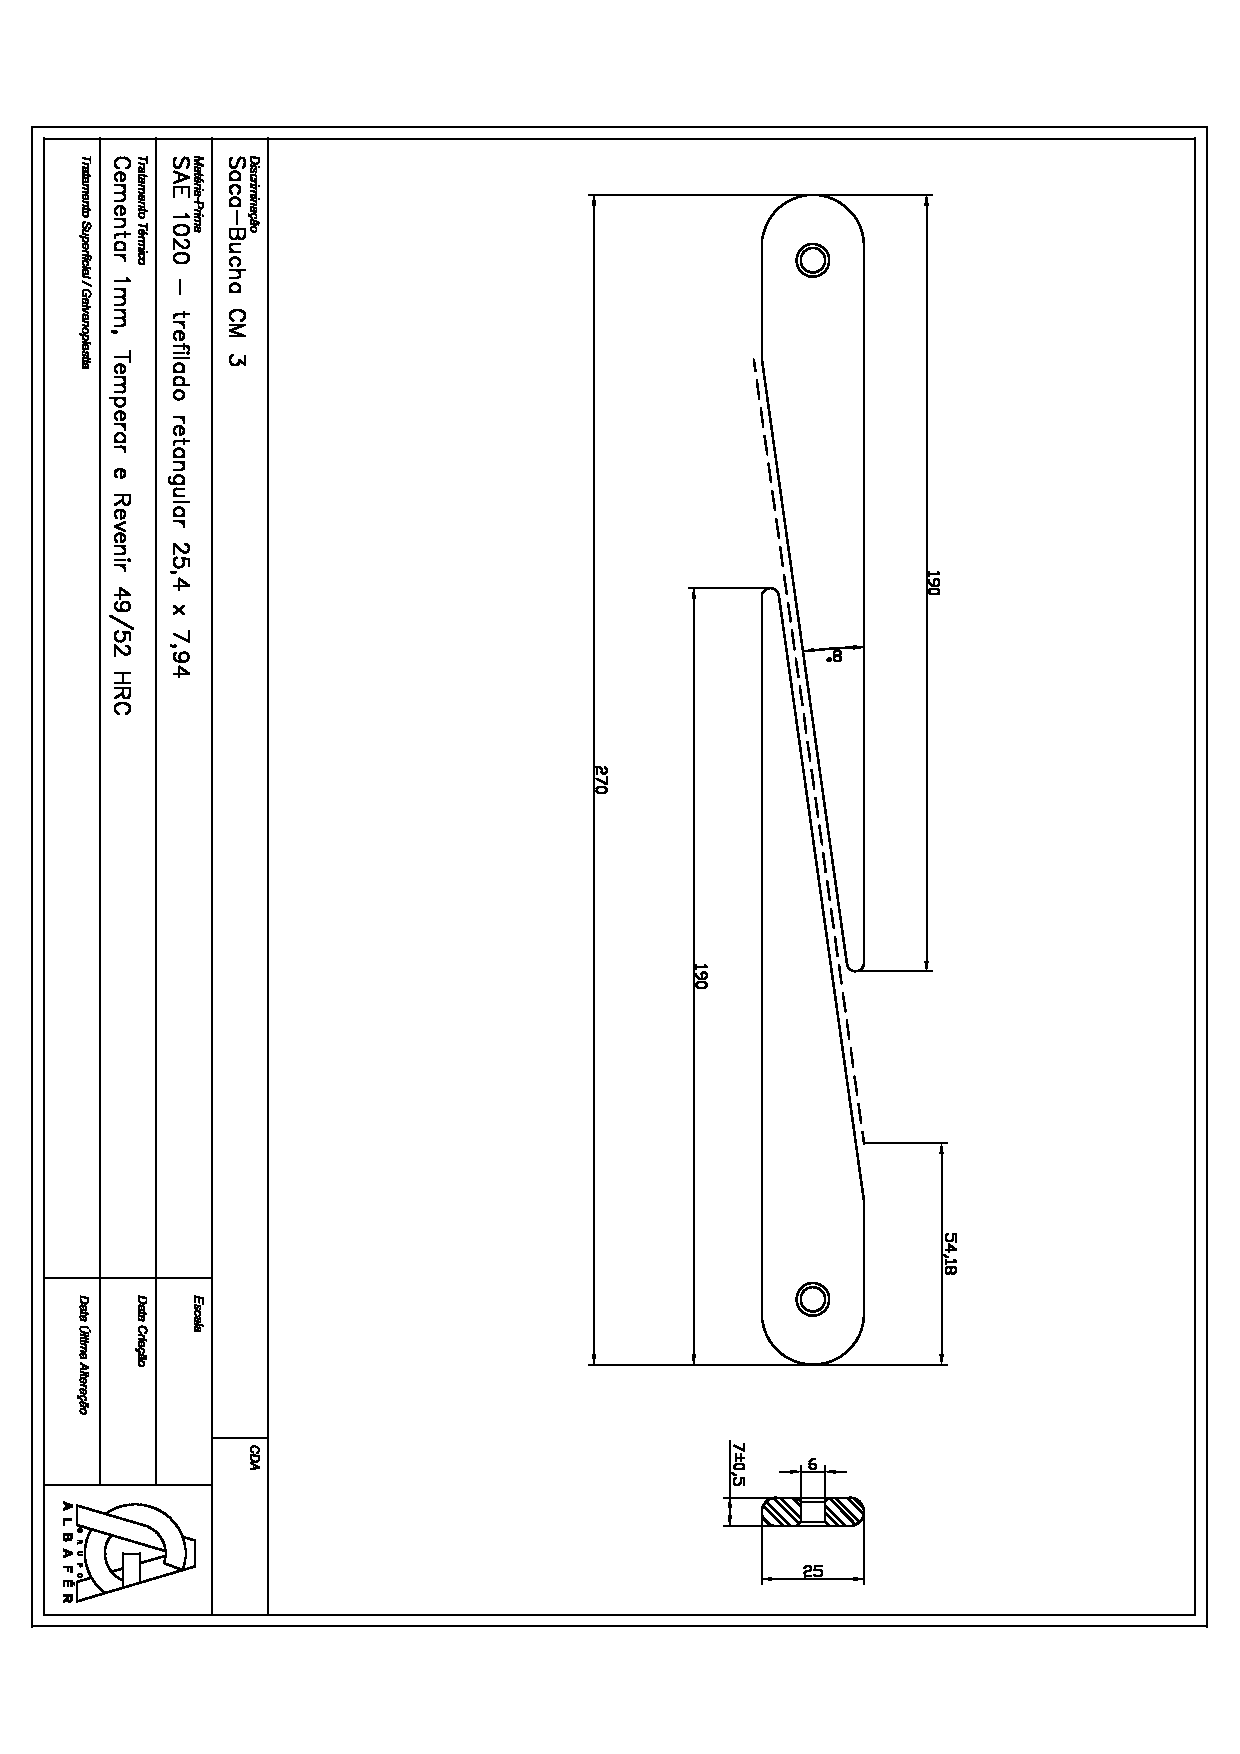 190
8°
54,18
190
270
6
7±0,5
25
Discriminação
Saca-Bucha CM 3
CDA
Matéria-Prima
SAE 1020 - trefilado retangular 25,4 x 7,94
Escala
Tratamento Térmico
Cementar 1mm, Temperar e Revenir 49/52 HRC
Data Criação
Tratamento Superficial / Galvanoplastia
Data Última Alteração
GRUPO
ALBAFÉR